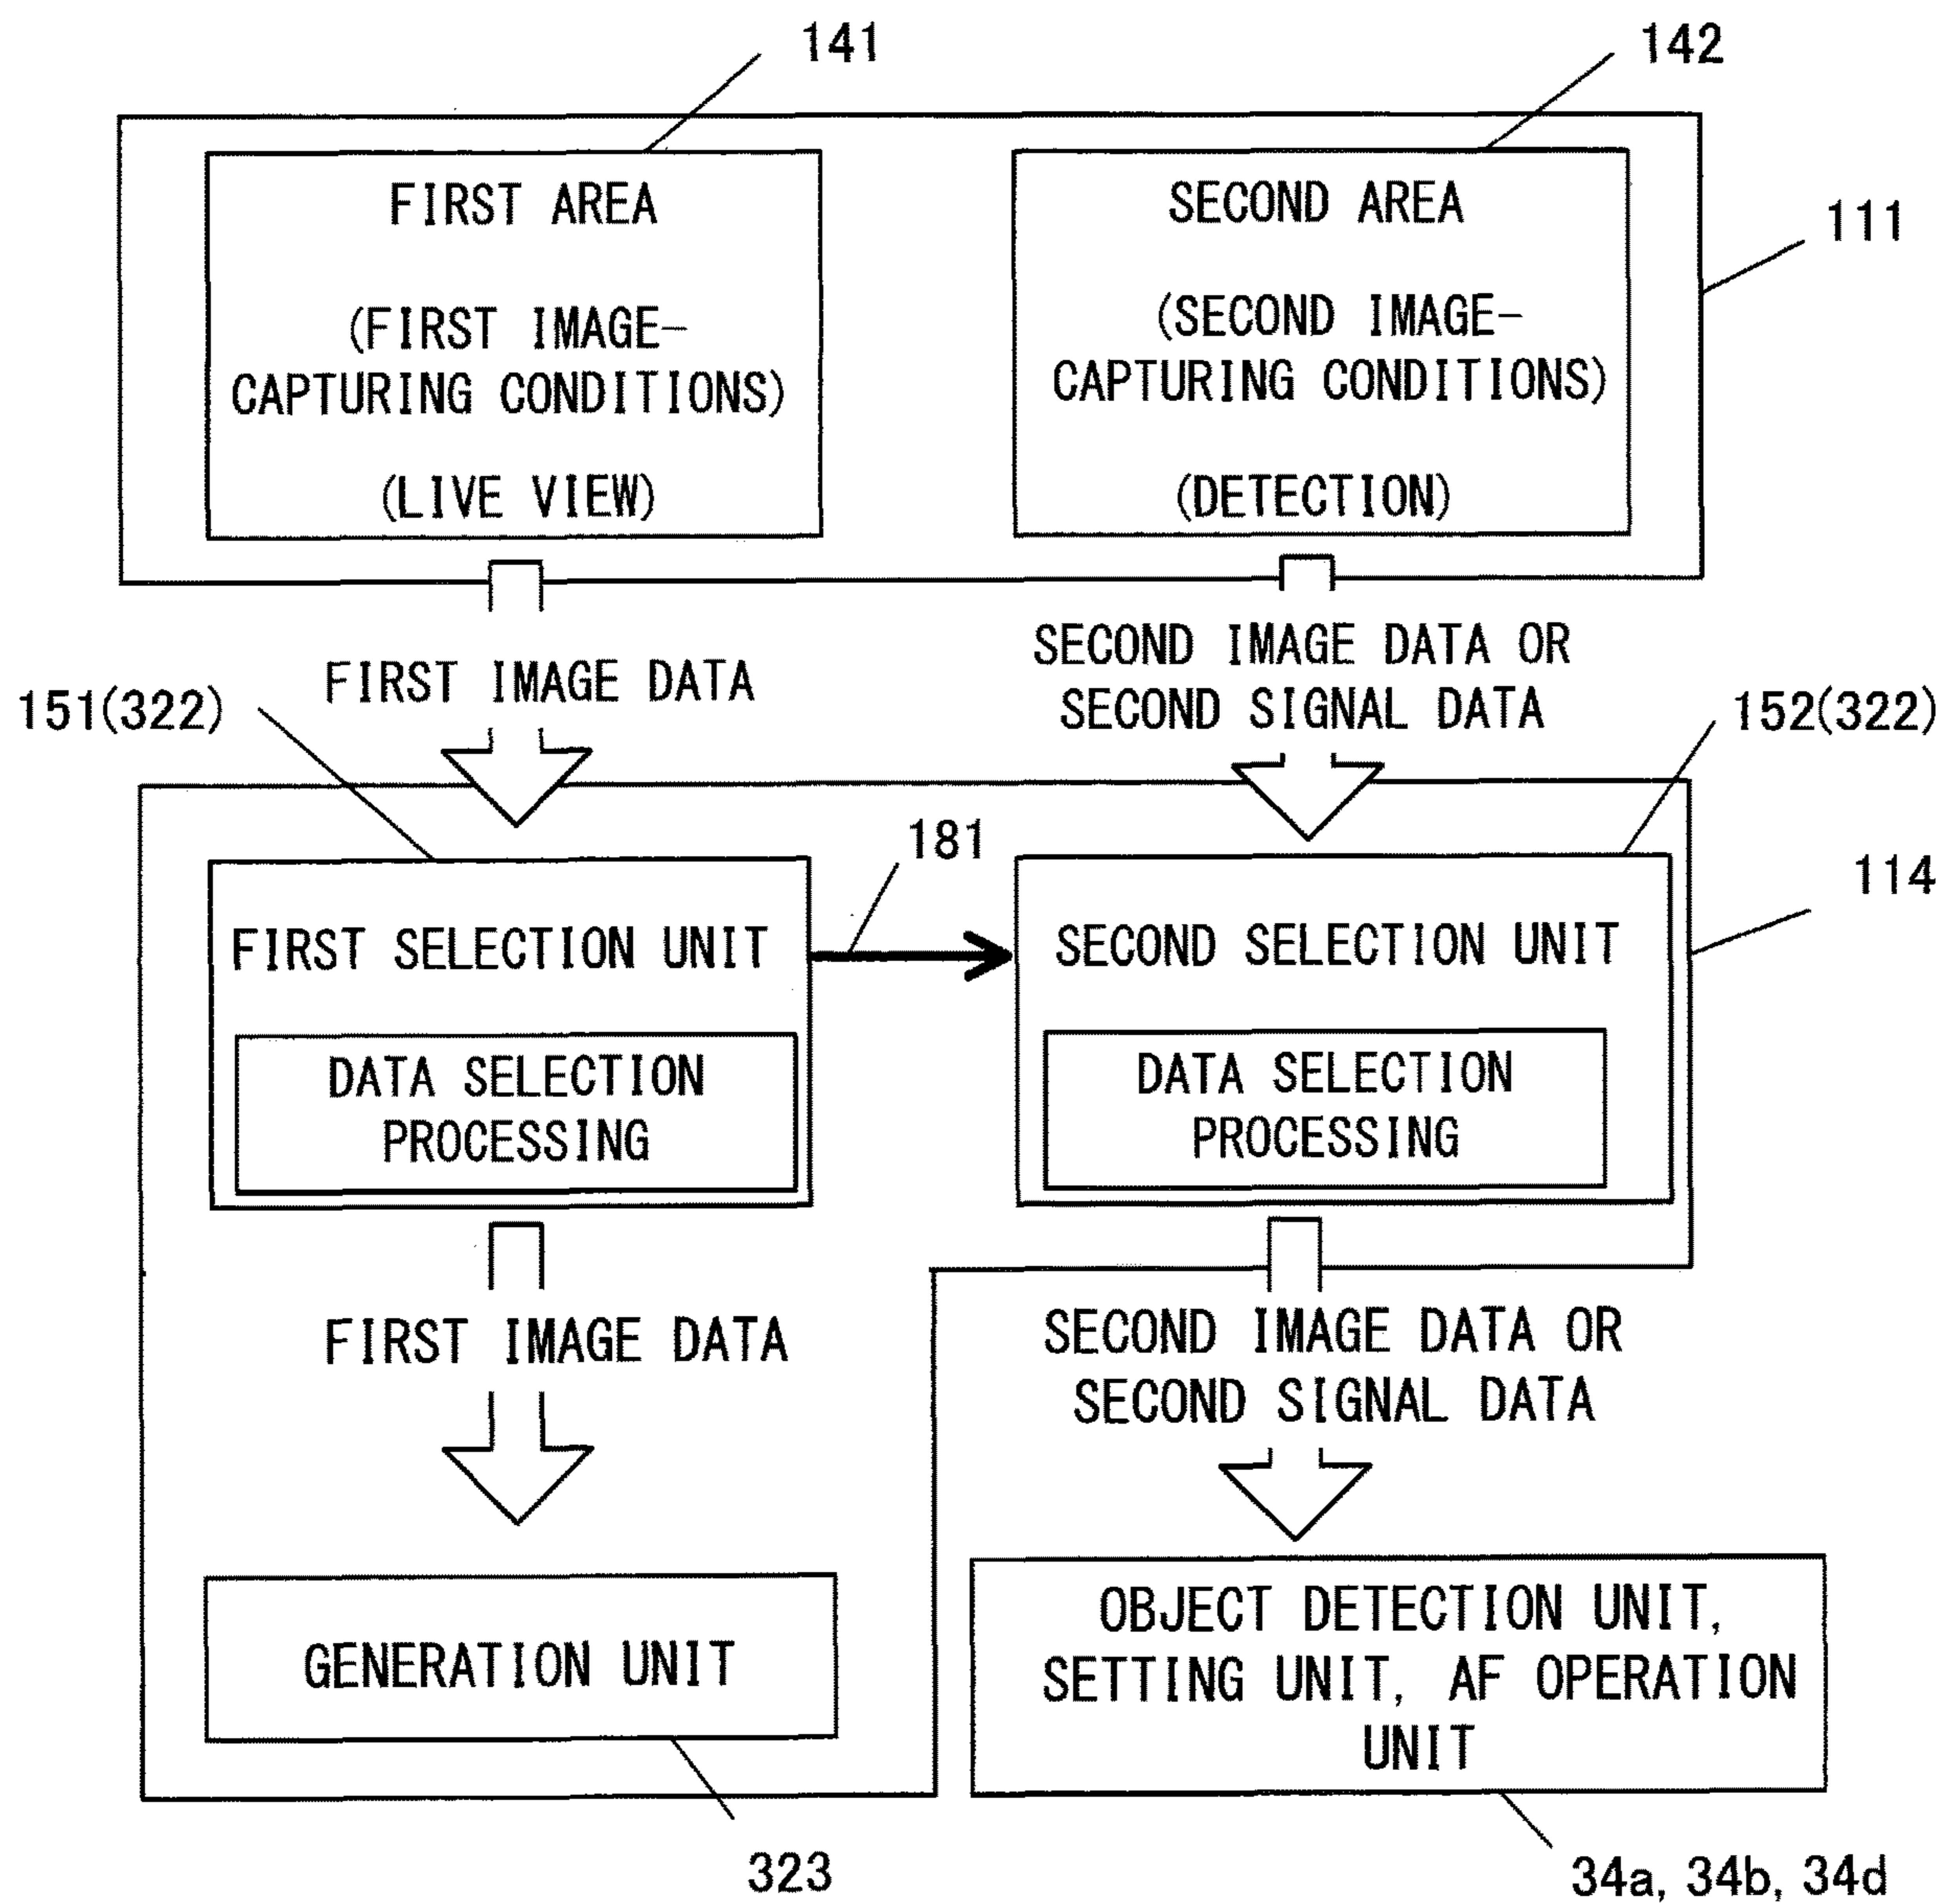 141
142
FIRST AREA
(FIRST IMAGE-
CAPTURING CONDITIONS)
(LIVE VIEW)
SECOND AREA
(SECOND IMAGE-
CAPTURING CONDITIONS)
(DETECTION)
111
FIRST IMAGE DATA
SECOND IMAGE DATA OR
SECOND SIGNAL DATA
151(322)
152(322)
181
114
FIRST SELECTION UNIT
DATA SELECTION
PROCESSING
SECOND SELECTION UNIT
DATA SELECTION
PROCESSING
FIRST IMAGE DATA
SECOND IMAGE DATA OR
SECOND SIGNAL DATA
GENERATION UNIT
OBJECT DETECTION UNIT,
SETTING UNIT, AF OPERATION
UNIT
323
34a, 34b, 34d